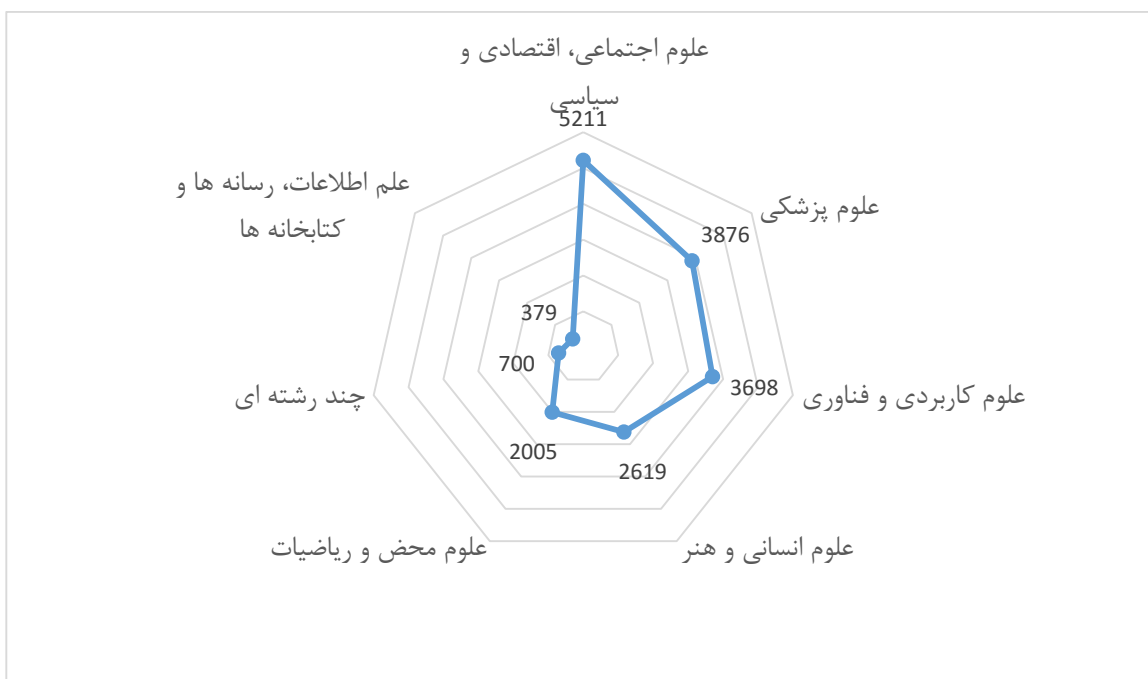 علوم اجتماعی، اقتصادی و
سیاسی
5211
علوم پزشکی
3876
علوم کاربردی و فناوری
3698
علوم انسانی و هنر
2619
علوم محض و ریاضیات
2005
چند رشته ای
700
علم اطلاعات، رسانه ها و
کتابخانه ها
379